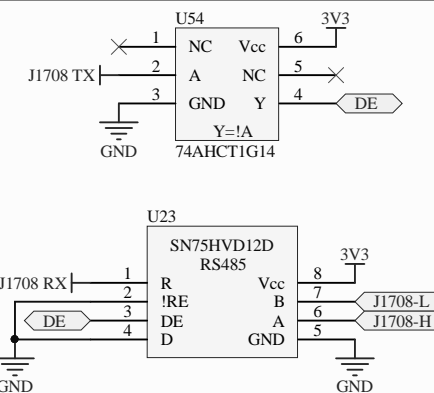 U54
3V3
1 NC Vcc 6
J1708 TX 2 A NC 5
3 GND Y 4 DE
Y=!A
GND
74AHCT1G14
U23
SN75HVD12D
RS485
3V3
J1708 RX 1 R Vcc 8
2 !RE B 7 J1708-L
DE 3 DE A 6 J1708-H
4 D GND 5
GND
GND